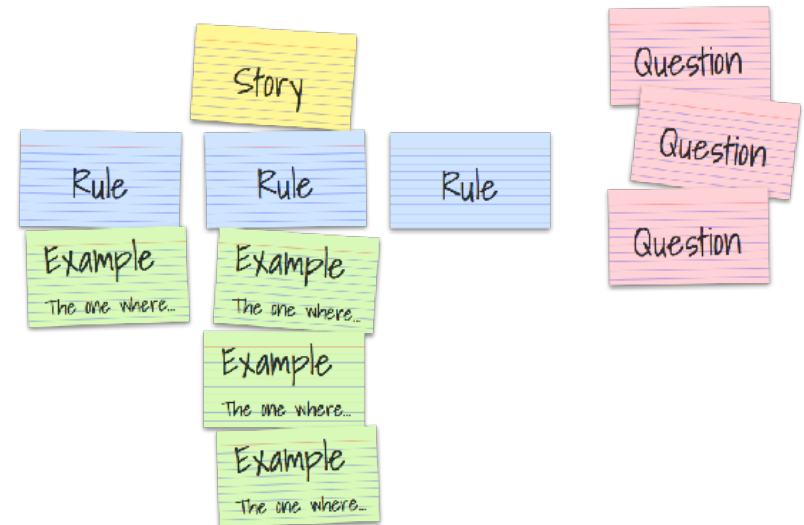 Story
Rule
Rule
Rule
Example
The one where...
Example
The one where...
Example
The one where...
Example
The one where...
Question
Question
Question